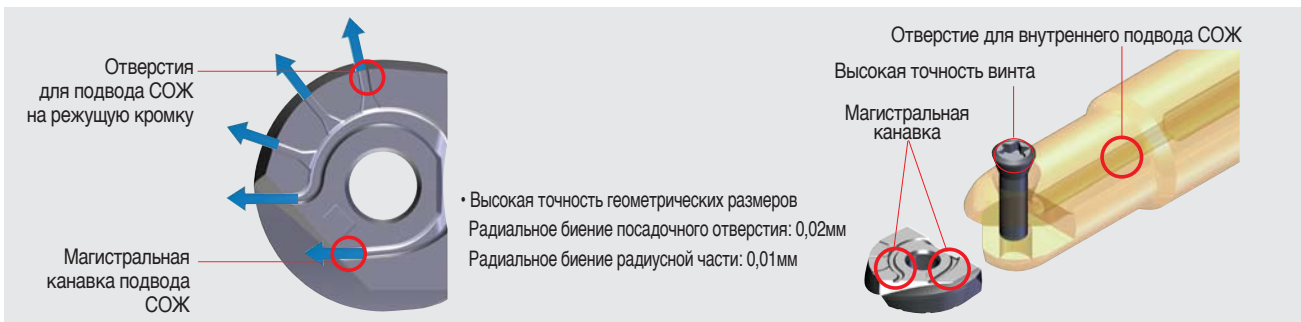 Отверстия
для подвода СОЖ
на режущую кромку
Магистральная
канавка подвода
СОЖ
• Высокая точность геометрических размеров
Радиальное биение посадочного отверстия: 0,02мм
Радиальное биение радиусной части: 0,01мм
Отверстие для внутреннего подвода СОЖ
Высокая точность винта
Магистральная
канавка